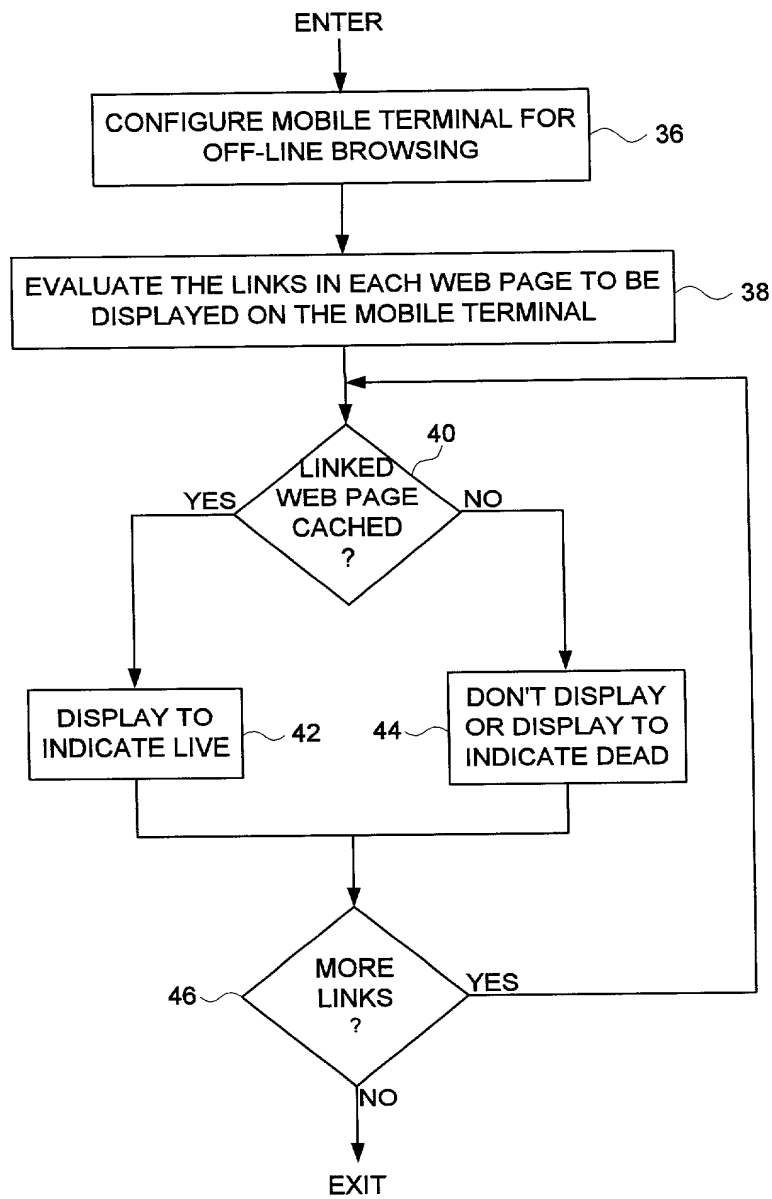 ENTER
CONFIGURE MOBILE TERMINAL FOR
OFF-LINE BROWSING
36
EVALUATE THE LINKS IN EACH WEB PAGE TO BE
DISPLAYED ON THE MOBILE TERMINAL
38
40
LINKED
WEB PAGE
CACHED
?
YES
NO
DISPLAY TO
INDICATE LIVE
42
44
DON'T DISPLAY
OR DISPLAY TO
INDICATE DEAD
46
MORE
LINKS
?
YES
NO
EXIT